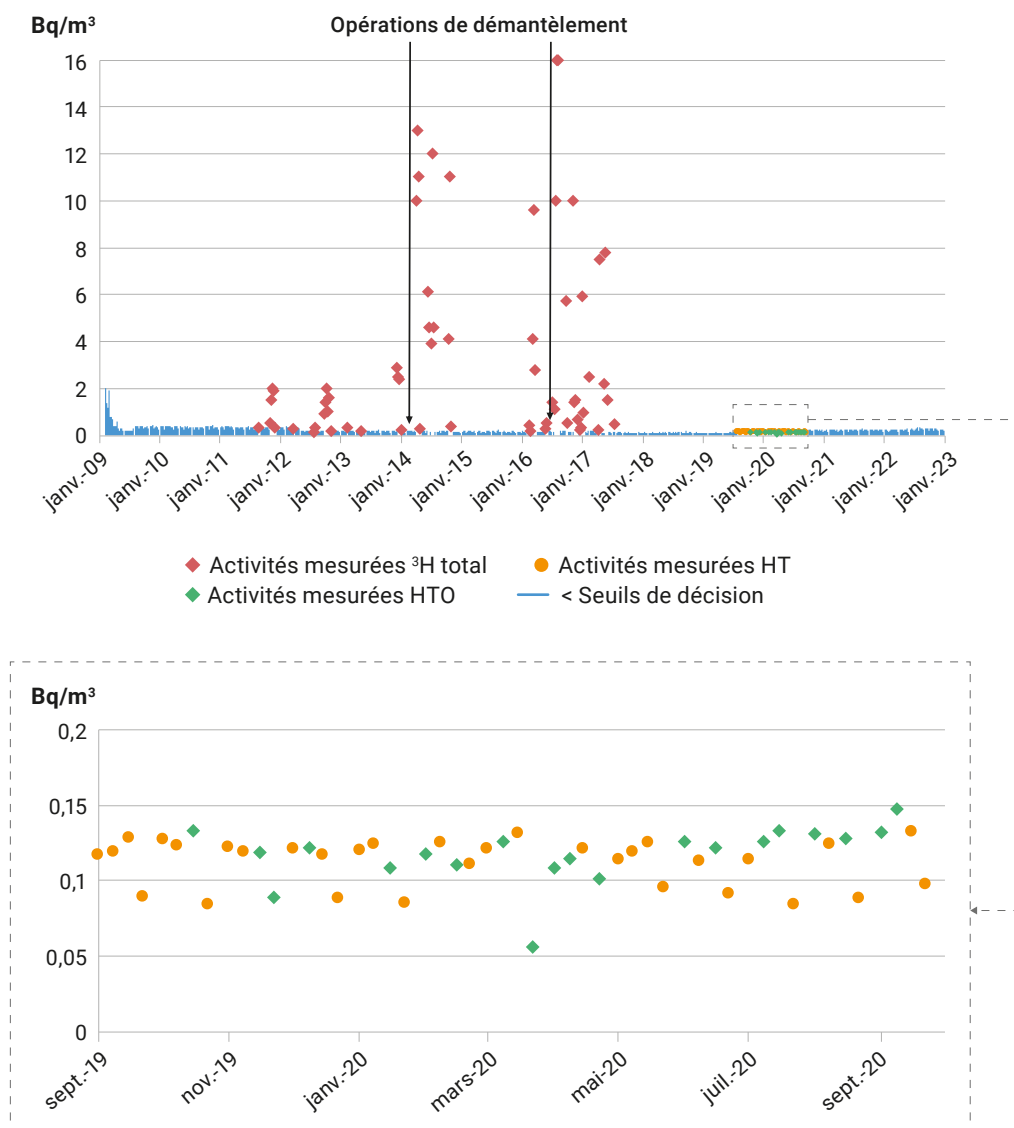 Bq/m³
Opérations de démantèlement
16
14
12
10
8
6
4
2
0
janv.-09
janv.-10
janv.-11
janv.-12
janv.-13
janv.-14
janv.-15
janv.-16
janv.-17
janv.-18
janv.-19
janv.-20
janv.-21
janv.-22
janv.-23
Activités mesurées ³H total
Activités mesurées HT
Activités mesurées HTO
< Seuils de décision
Bq/m³
0,2
0,15
0,1
0,05
0
sept.-19
nov.-19
janv.-20
mars-20
mai-20
juil.-20
sept.-20